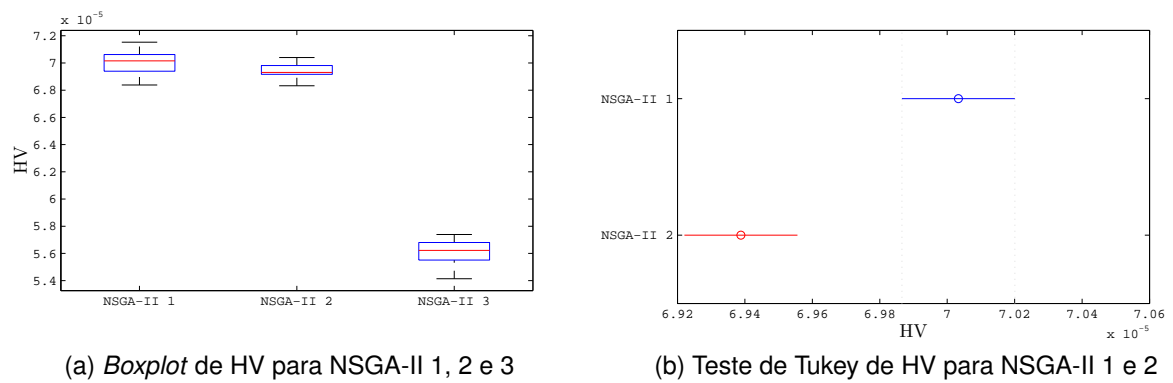 x 10⁻⁵
7.2
7
6.8
6.6
6.4
6.2
6
5.8
5.6
5.4
HV
NSGA-II 1
NSGA-II 2
NSGA-II 3
(a) Boxplot de HV para NSGA-II 1, 2 e 3
NSGA-II 1
NSGA-II 2
6.92
6.94
6.96
6.98
7
7.02
7.04
7.06
HV
x 10⁻⁵
(b) Teste de Tukey de HV para NSGA-II 1 e 2